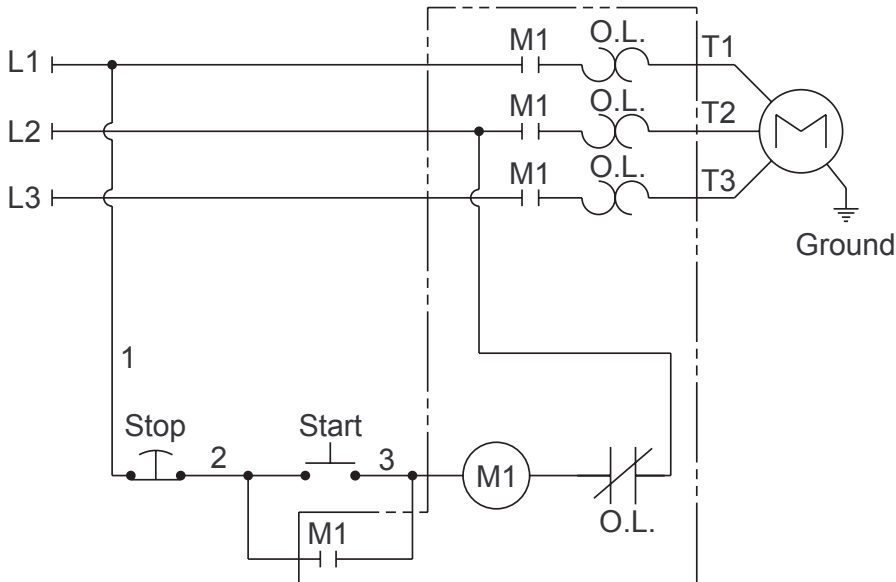 O.L.
M1
T1
L1
O.L.
M1
T2
L2
O.L.
M1
T3
L3
Ground
1
Stop
2
Start
3
M1
O.L.
M1